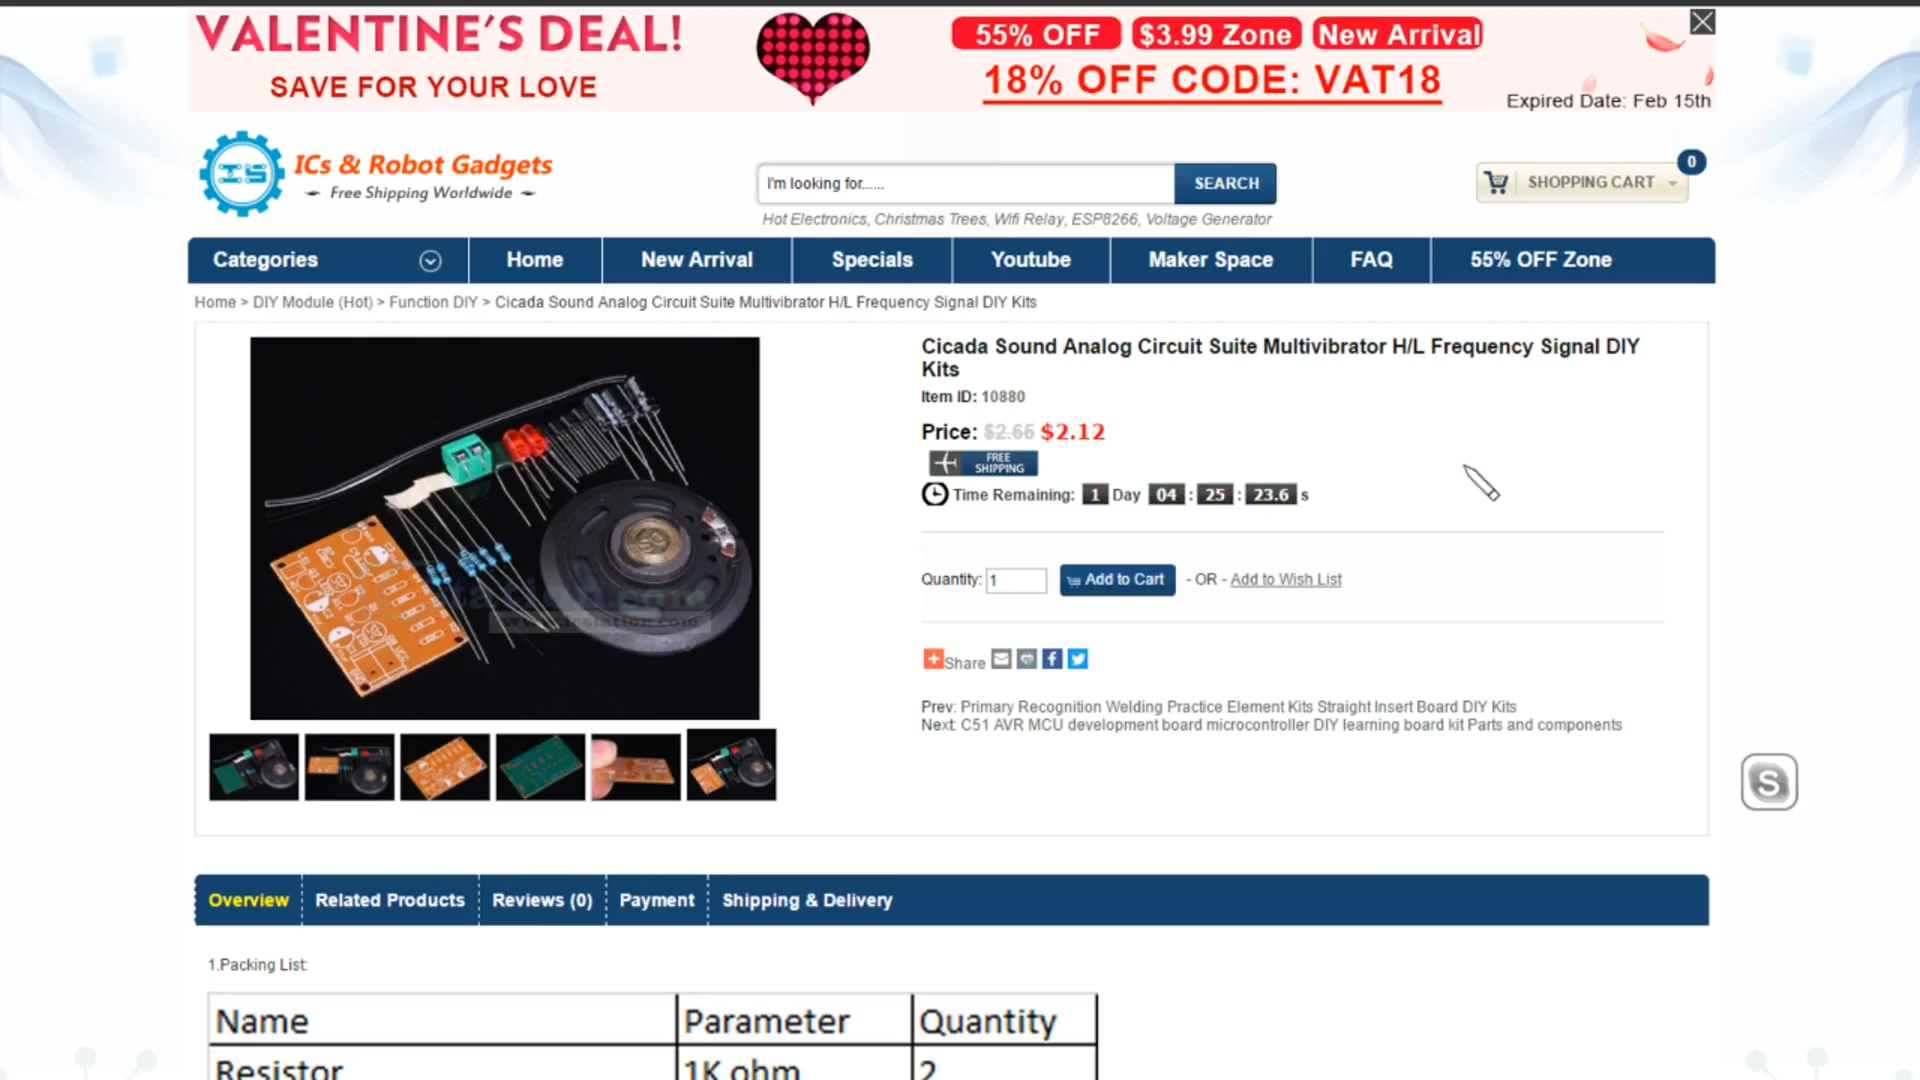 VALENTINE'S DEAL!
SAVE FOR YOUR LOVE
55% OFF $3.99 Zone New Arrival
18% OFF CODE: VAT18
Expired Date: Feb 15th
ICs & Robot Gadgets
Free Shipping Worldwide
I'm looking for...... SEARCH
Hot Electronics, Christmas Trees, Wifi Relay, ESP8266, Voltage Generator
0
SHOPPING CART
Categories Home New Arrival Specials Youtube Maker Space FAQ 55% OFF Zone
Home > DIY Module (Hot) > Function DIY > Cicada Sound Analog Circuit Suite Multivibrator H/L Frequency Signal DIY Kits
Cicada Sound Analog Circuit Suite Multivibrator H/L Frequency Signal DIY
Kits
Item ID: 10880
Price: $2.65 $2.12
FREE
SHIPPING
Time Remaining: 1 Day 04 : 25 : 23.6 s
Quantity: 1 Add to Cart - OR - Add to Wish List
Share
Prev: Primary Recognition Welding Practice Element Kits Straight Insert Board DIY Kits
Next: C51 AVR MCU development board microcontroller DIY learning board kit Parts and components
www.icstation.com
Overview Related Products Reviews (0) Payment Shipping & Delivery
1.Packing List:
Name Parameter Quantity
Resistor 1K ohm 2